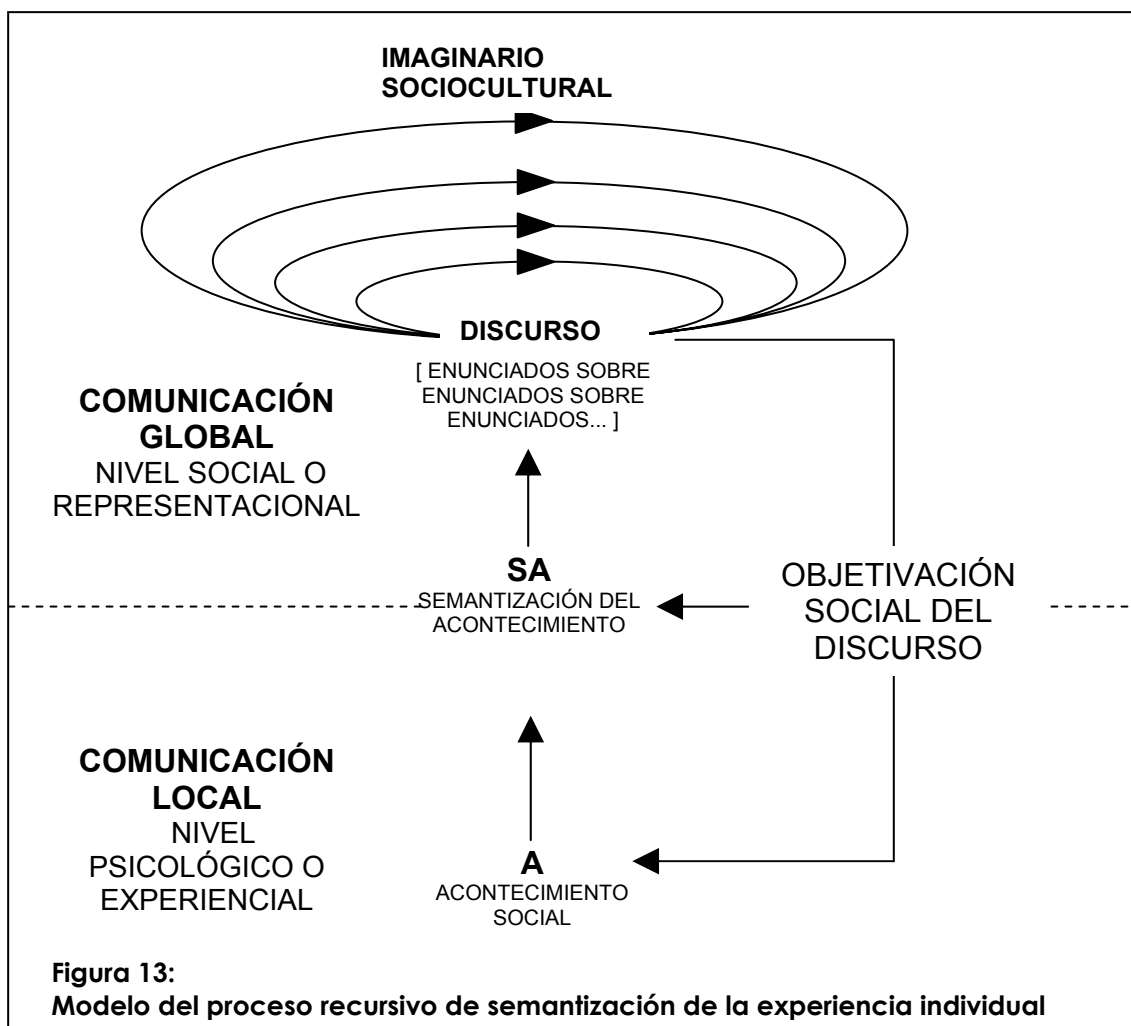 IMAGINARIO
SOCIOCULTURAL
DISCURSO
[ ENUNCIADOS SOBRE
ENUNCIADOS SOBRE
ENUNCIADOS... ]
COMUNICACIÓN
GLOBAL
NIVEL SOCIAL O
REPRESENTACIONAL
SA
SEMANTIZACIÓN DEL
ACONTECIMIENTO
OBJETIVACIÓN
SOCIAL DEL
DISCURSO
COMUNICACIÓN
LOCAL
NIVEL
PSICOLÓGICO O
EXPERIENCIAL
A
ACONTECIMIENTO
SOCIAL
Figura 13:
Modelo del proceso recursivo de semantización de la experiencia individual